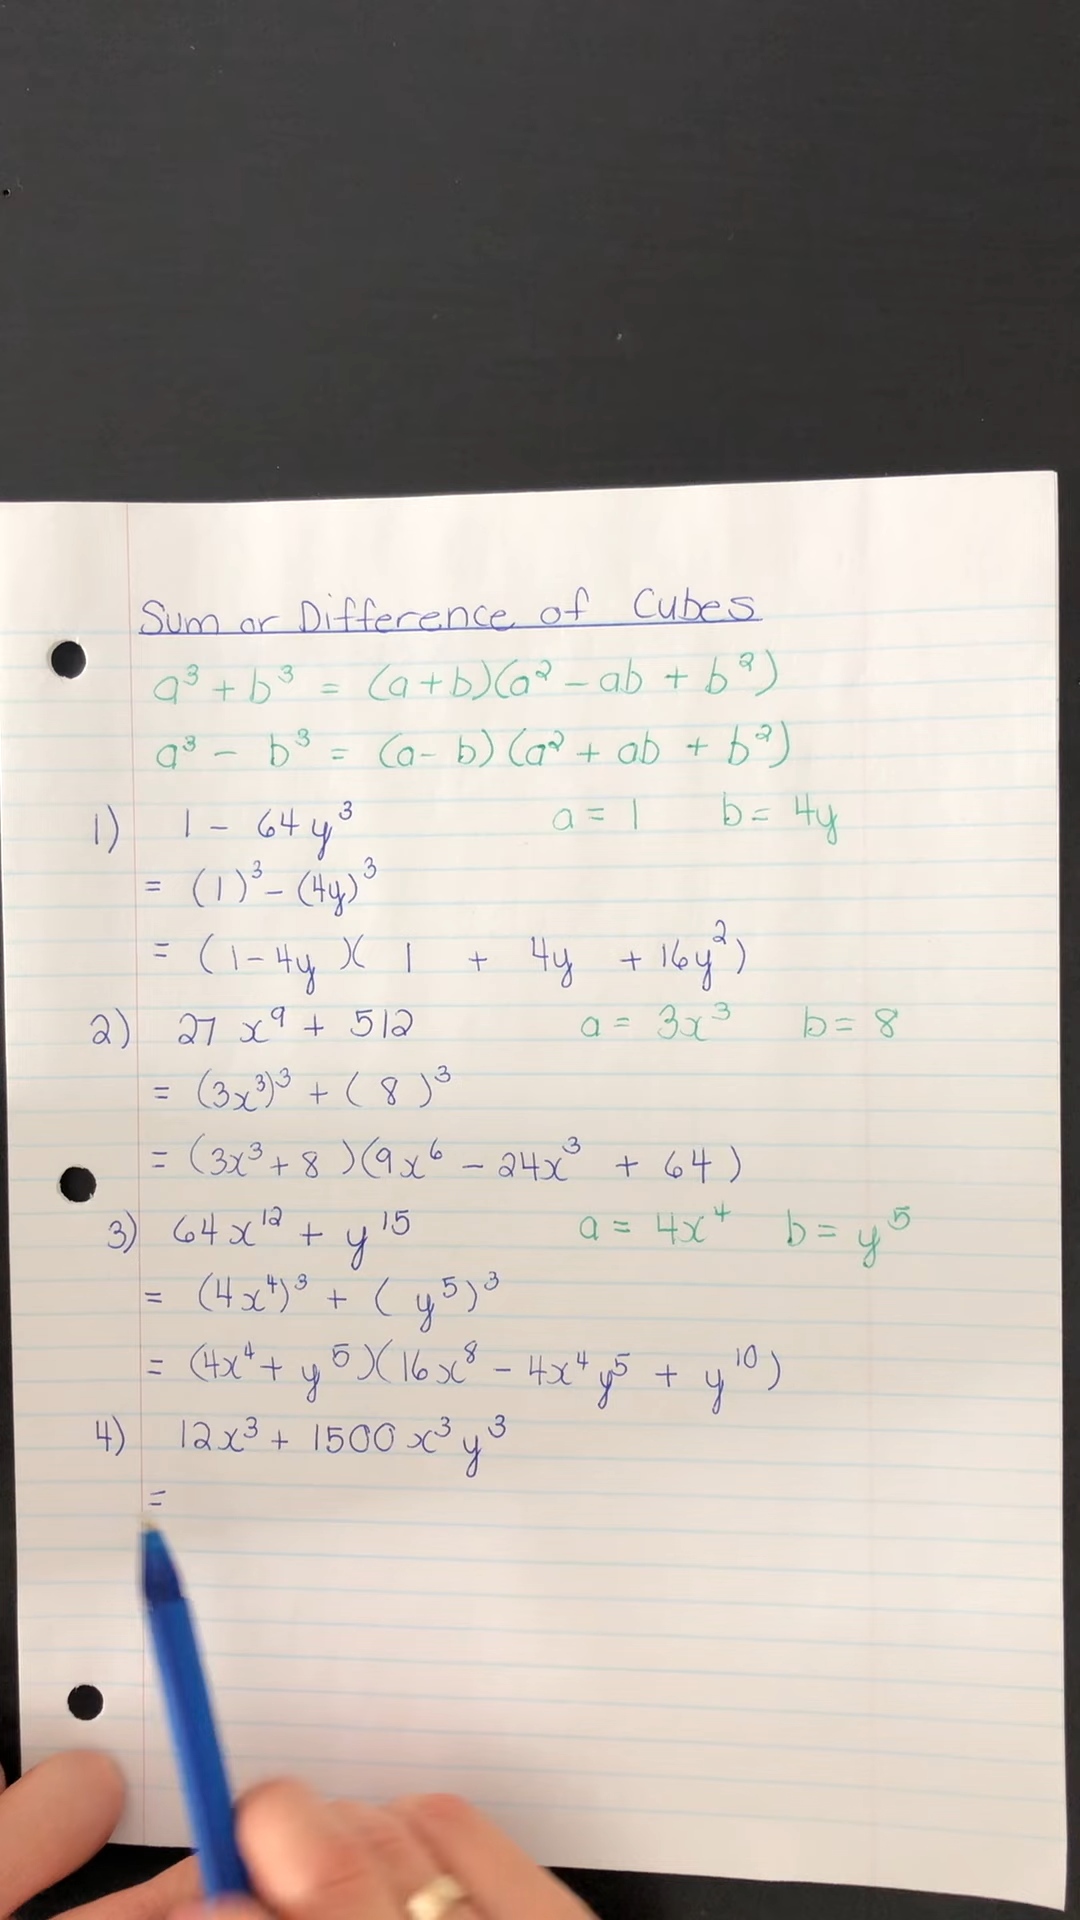 Sum or Difference of Cubes
a³ + b³ = (a+b)(a² - ab + b²)
a³ - b³ = (a-b)(a² + ab + b²)
1) 1 - 64y³ a = 1 b = 4y
= (1)³ - (4y)³
= (1-4y)(1 + 4y + 16y²)
2) 27x⁹ + 512 a = 3x³ b = 8
= (3x³)³ + (8)³
= (3x³+8)(9x⁶ - 24x³ + 64)
3) 64x¹² + y¹⁵ a = 4x⁴ b = y⁵
= (4x⁴)³ + (y⁵)³
= (4x⁴ + y⁵)(16x⁸ - 4x⁴y⁵ + y¹⁰)
4) 12x³ + 1500x³y³
=